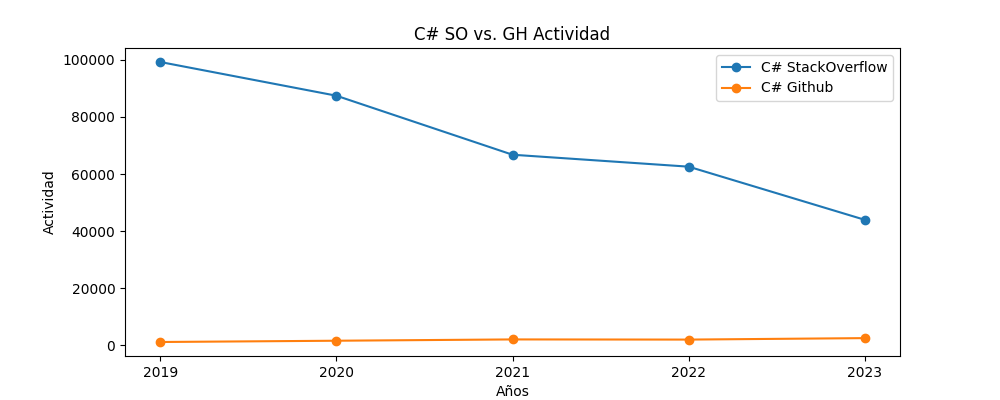 C# SO vs. GH Actividad
C# StackOverflow
C# Github
Actividad
100000
80000
60000
40000
20000
0
2019 2020 2021 2022 2023
Años